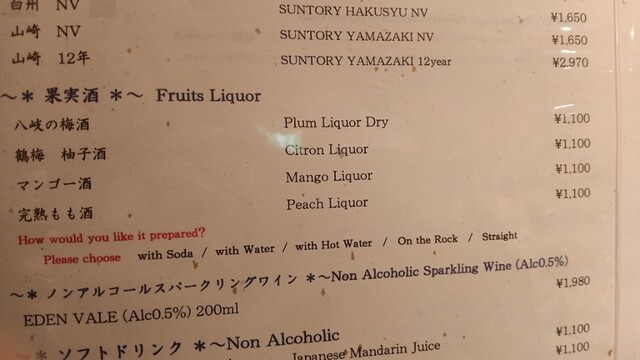 白州 NV SUNTORY HAKUSYU NV ¥1,650
山崎 NV SUNTORY YAMAZAKI NV ¥1,650
山崎 12年 SUNTORY YAMAZAKI 12year ¥2,970
～＊ 果実酒 ＊～ Fruits Liquor
八岐の梅酒 Plum Liquor Dry ¥1,100
鶴梅 柚子酒 Citron Liquor ¥1,100
マンゴー酒 Mango Liquor ¥1,100
完熟もも酒 Peach Liquor ¥1,100
How would you like it prepared?
Please choose with Soda / with Water / with Hot Water / On the Rock / Straight
～＊ ノンアルコールスパークリングワイン ＊～Non Alcoholic Sparkling Wine (Alc0.5%)
EDEN VALE (Alc0.5%) 200ml ¥1,980
～＊ ソフトドリンク ＊～Non Alcoholic ¥1,100
Japanese Mandarin Juice ¥1,100